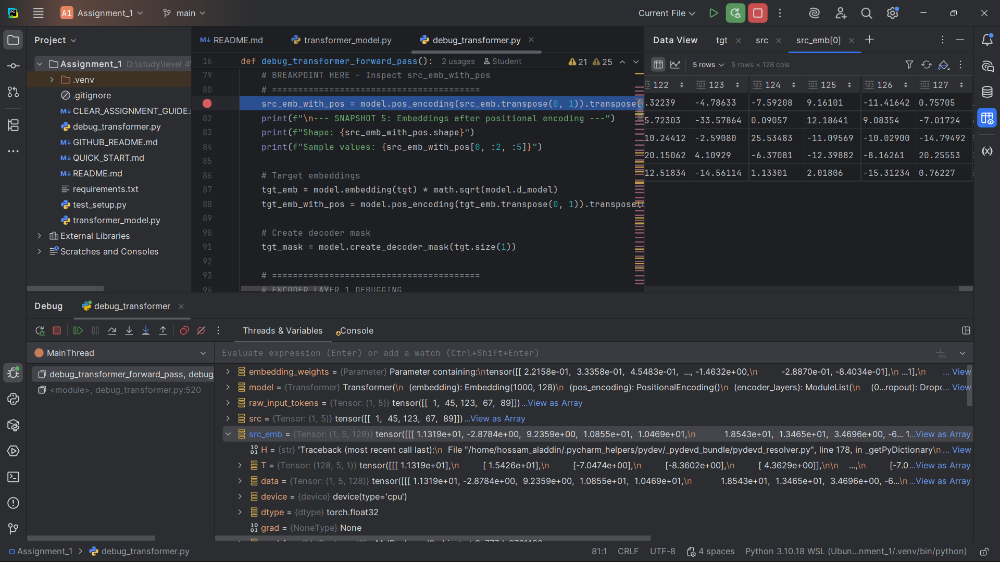 A1 Assignment_1 main Current File
Project
README.md transformer_model.py debug_transformer.py
Data View tgt src src_emb[0]
Assignment_1 D:\study\level 4\
.venv
.gitignore
CLEAR_ASSIGNMENT_GUIDE.
debug_transformer.py
GITHUB_README.md
QUICK_START.md
README.md
requirements.txt
test_setup.py
transformer_model.py
External Libraries
Scratches and Consoles
16 def debug_transformer_forward_pass(): 2 usages Student 21 25
79 # BREAKPOINT HERE - Inspect src_emb_with_pos
80 # ========================================
src_emb_with_pos = model.pos_encoding(src_emb.transpose(0, 1)).transpose(
82 print(f"\n--- SNAPSHOT 5: Embeddings after positional encoding ---")
83 print(f"Shape: {src_emb_with_pos.shape}")
84 print(f"Sample values: {src_emb_with_pos[0, :2, :5]}")
85
86 # Target embeddings
87 tgt_emb = model.embedding(tgt) * math.sqrt(model.d_model)
88 tgt_emb_with_pos = model.pos_encoding(tgt_emb.transpose(0, 1)).transpose(
89
90 # Create decoder mask
91 tgt_mask = model.create_decoder_mask(tgt.size(1))
92
93 # ========================================
94 # ENCODER LAYER 1 DEBUGGING
5 rows 5 rows × 128 cols
123 122 123 123 123 124 123 125 123 126 123 127
.32239 -4.78633 -7.59208 9.16101 -11.41642 0.75705
5.72303 -33.57864 0.09057 12.18641 9.08354 -7.01724
10.24412 -2.59080 25.53483 -11.09569 -10.02900 -14.79492
20.15062 4.10929 -6.37081 -12.39882 -8.16261 20.25553
12.51834 -14.56114 1.13301 2.01806 -15.31234 0.76227
Debug debug_transformer
Threads & Variables Console
MainThread
debug_transformer_forward_pass, debug_
<module>, debug_transformer.py:520
Evaluate expression (Enter) or add a watch (Ctrl+Shift+Enter)
embedding_weights = {Parameter} Parameter containing:\ntensor([[ 2.2158e-01, 3.3358e-01, 4.5483e-01, ..., -1.4632e+00,\n -2.8870e-01, -8.4034e-01],\n ...1],\n ... View
model = {Transformer} Transformer(\n (embedding): Embedding(1000, 128)\n (pos_encoding): PositionalEncoding()\n (encoder_layers): ModuleList(\n (0...ropout): Dropo... View
raw_input_tokens = {Tensor: (1, 5)} tensor([[ 1, 45, 123, 67, 89]])...View as Array
src = {Tensor: (1, 5)} tensor([[ 1, 45, 123, 67, 89]])...View as Array
src_emb = {Tensor: (1, 5, 128)} tensor([[[ 1.1319e+01, -2.8784e+00, 9.2359e+00, 1.0855e+01, 1.0469e+01,\n 1.8543e+01, 1.3465e+01, 3.4696e+00, -6... 1...View as Array
H = {str} 'Traceback (most recent call last):\n File "/home/hossam_aladdin/.pycharm_helpers/pydev/_pydevd_bundle/pydevd_resolver.py", line 178, in _getPyDictionary\n ... View
T = {Tensor: (128, 5, 1)} tensor([[[ 1.1319e+01],\n [ 1.5426e+01],\n [-7.0474e+00],\n [-8.3602e+00],\n [ 4.3629e+00]],\n\n ...,\n [-7.0 ...View as Array
data = {Tensor: (1, 5, 128)} tensor([[[ 1.1319e+01, -2.8784e+00, 9.2359e+00, 1.0855e+01, 1.0469e+01,\n 1.8543e+01, 1.3465e+01, 3.4696e+00, -6...\n ...View as Array
device = {device} device(type='cpu')
dtype = {dtype} torch.float32
grad = {NoneType} None
Assignment_1 > debug_transformer.py 81:1 CRLF UTF-8 4 spaces Python 3.10.18 WSL (Ubun...nment_1/.venv/bin/python)